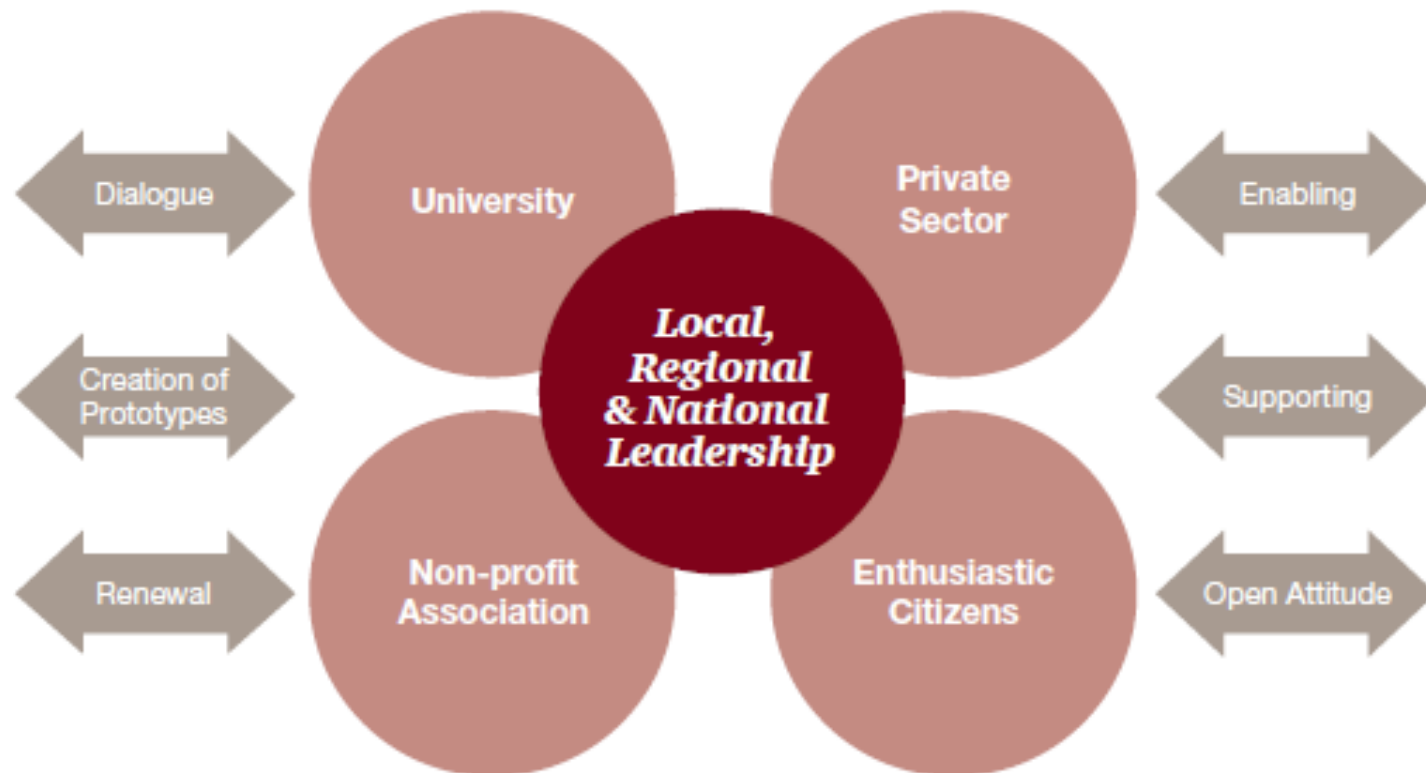 Dialogue
University
Private
Sector
Enabling
Local,
Regional
& National
Leadership
Creation of
Prototypes
Supporting
Renewal
Non-profit
Association
Enthusiastic
Citizens
Open Attitude